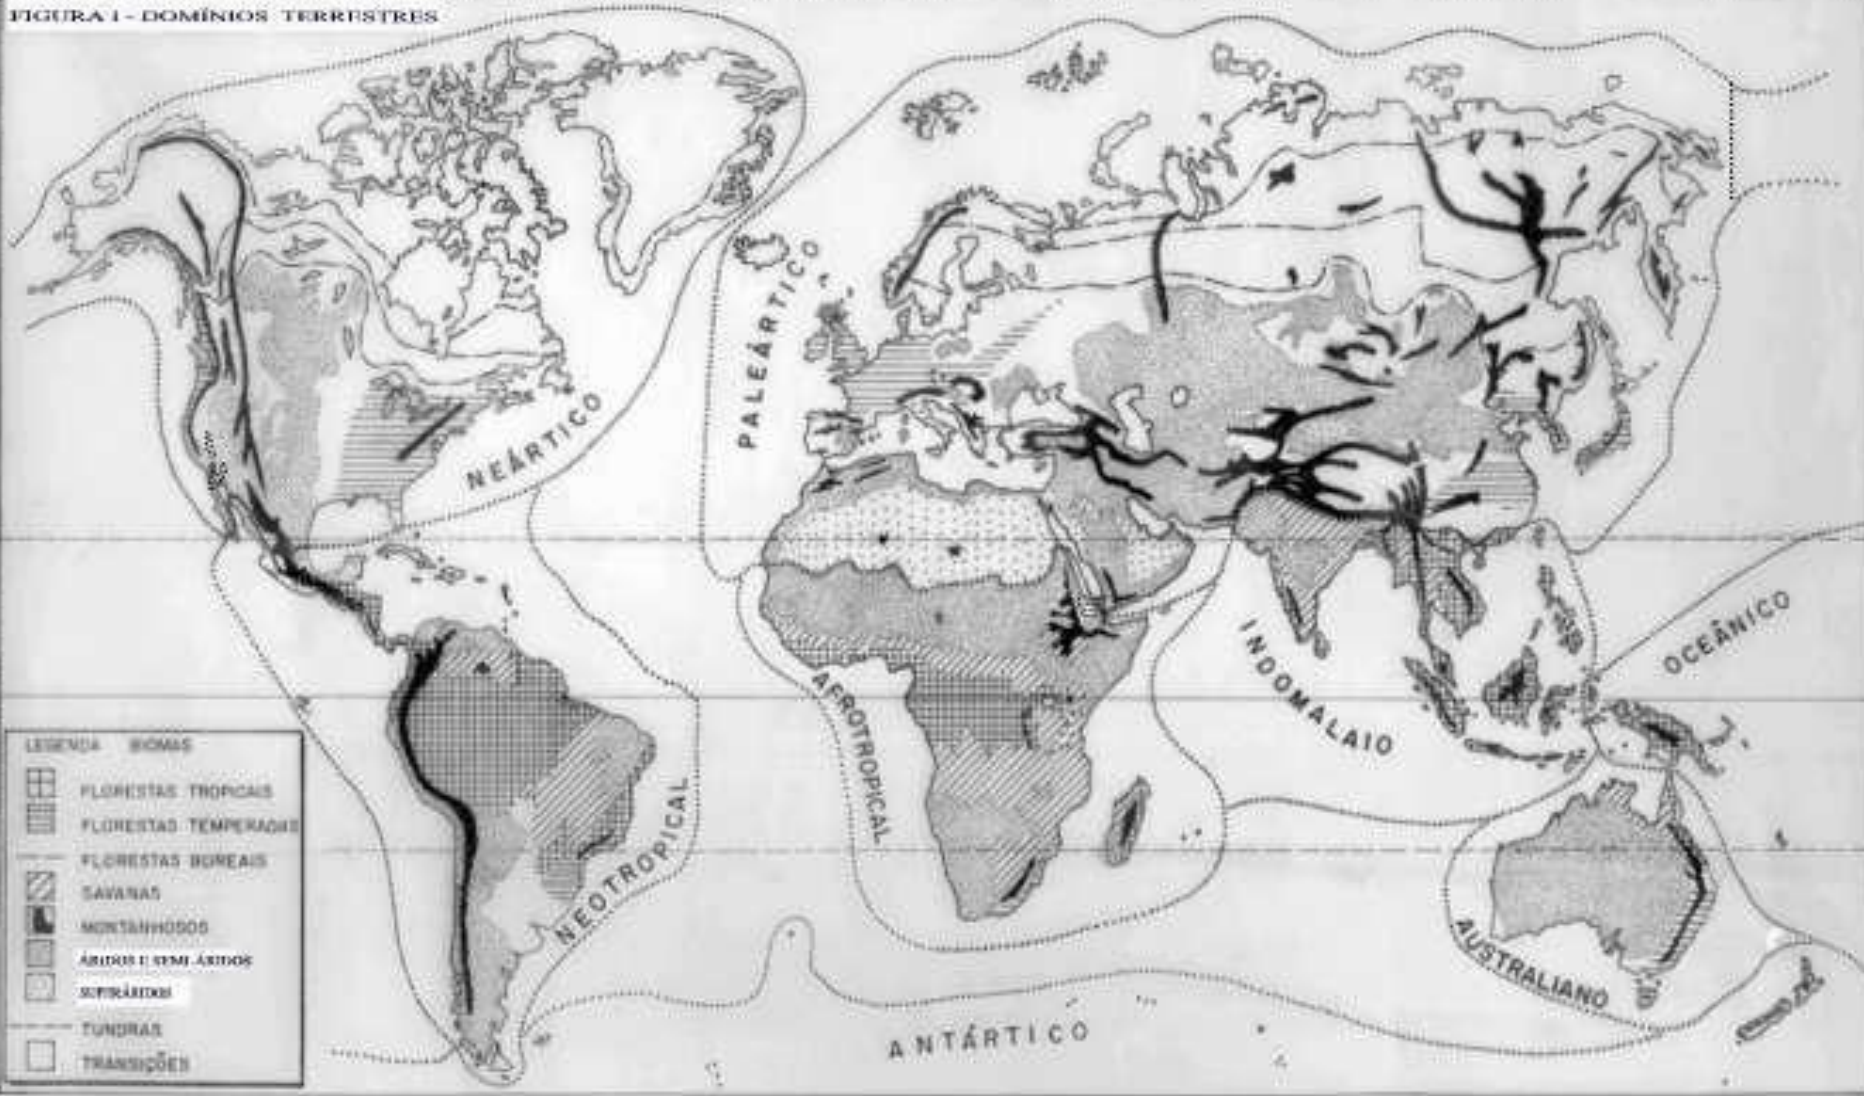 FIGURA I - DOMÍNIOS TERRESTRES
NEÁRTICO
PALEÁRTICO
OCEÂNICO
INDOMALAIO
AFROTROPICAL
NEOTROPICAL
AUSTRALIANO
ANTÁRTICO
LEGENDA BIOMAS
FLORESTAS TROPICAIS
FLORESTAS TEMPERADAS
FLORESTAS BOREAIS
SAVANAS
MONTANHOSOS
ÁRIDOS E SEMI-ÁRIDOS
SUPERÁRIDOS
TUNDRAS
TRANSIÇÕES